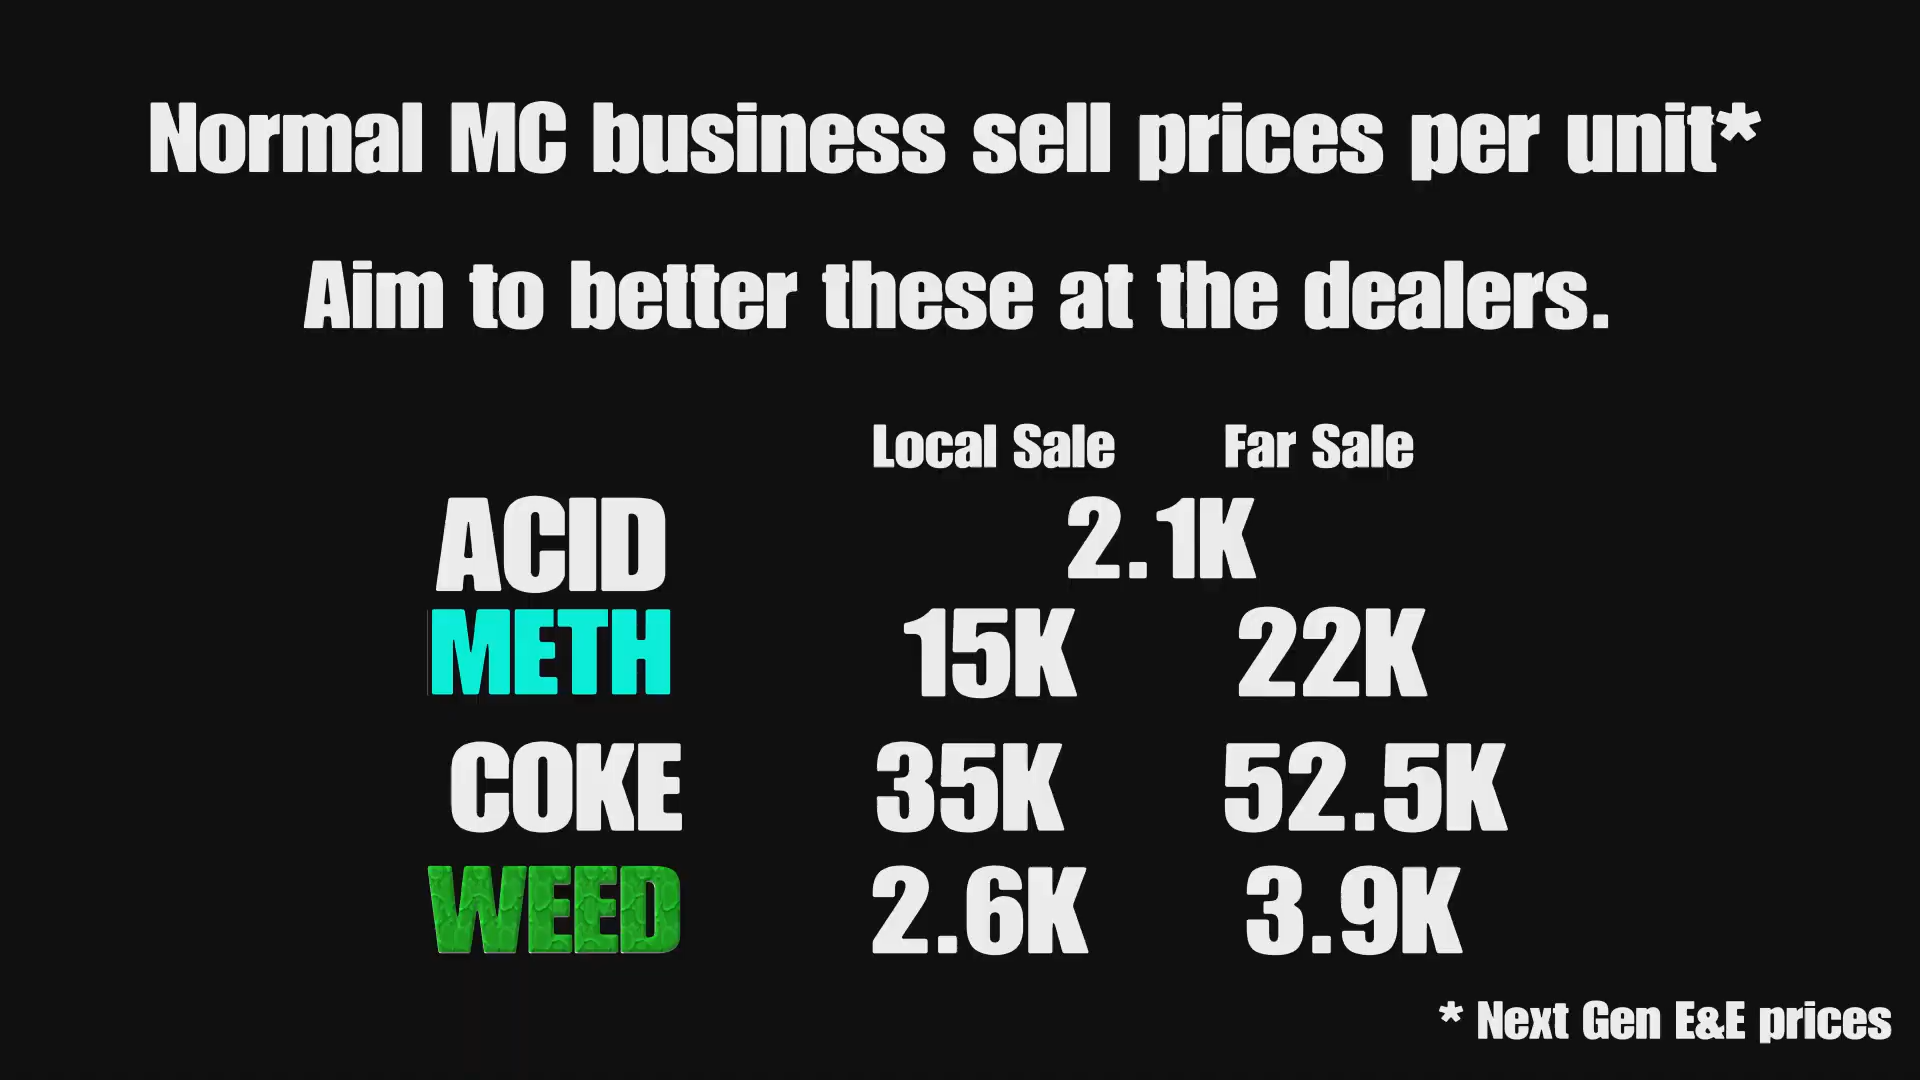 Normal MC business sell prices per unit*
Aim to better these at the dealers.
Local Sale Far Sale
ACID 2.1K
METH 15K 22K
COKE 35K 52.5K
WEED 2.6K 3.9K
* Next Gen E&E prices